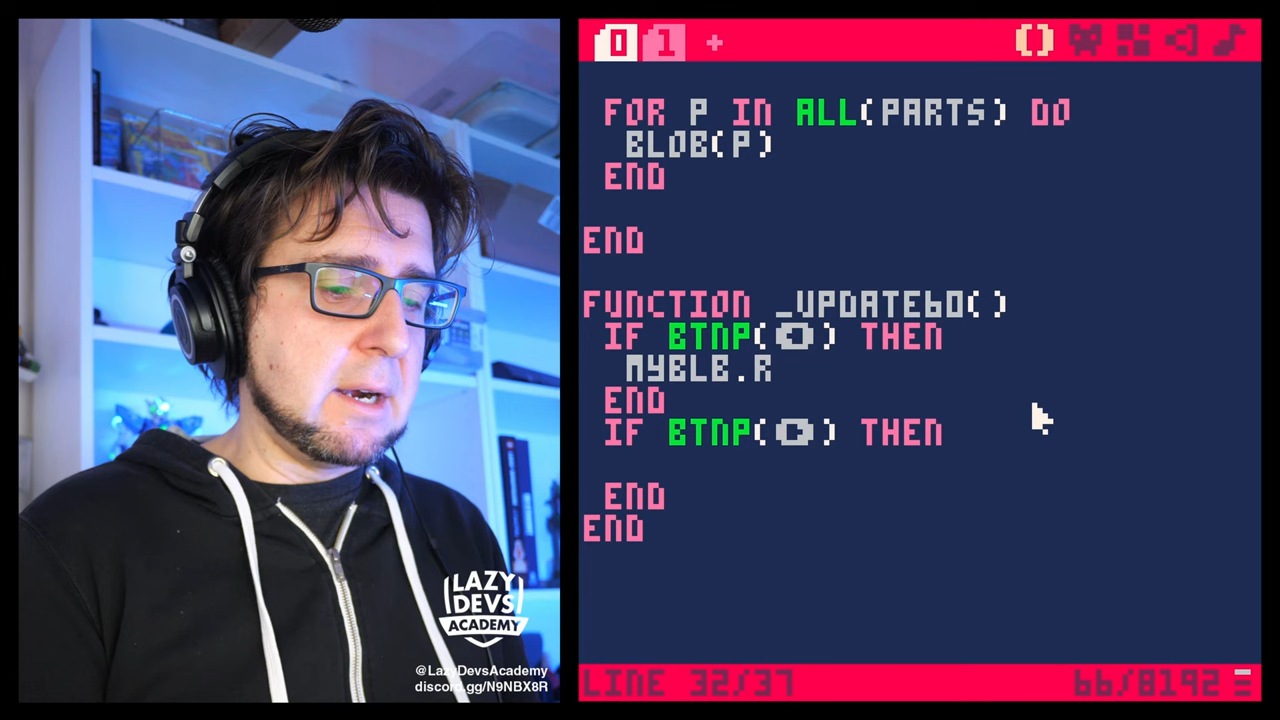 0 1 +
FOR P IN ALL(PARTS) DO
BLOB(P)
END
END
FUNCTION _UPDATE60()
IF BTNP(⬅️) THEN
MYBLB.R
END
IF BTNP(➡️) THEN
END
END
LINE 32/37 66/8192
LAZY
DEVS
ACADEMY
@LazyDevsAcademy
discord.gg/N9NBX8R